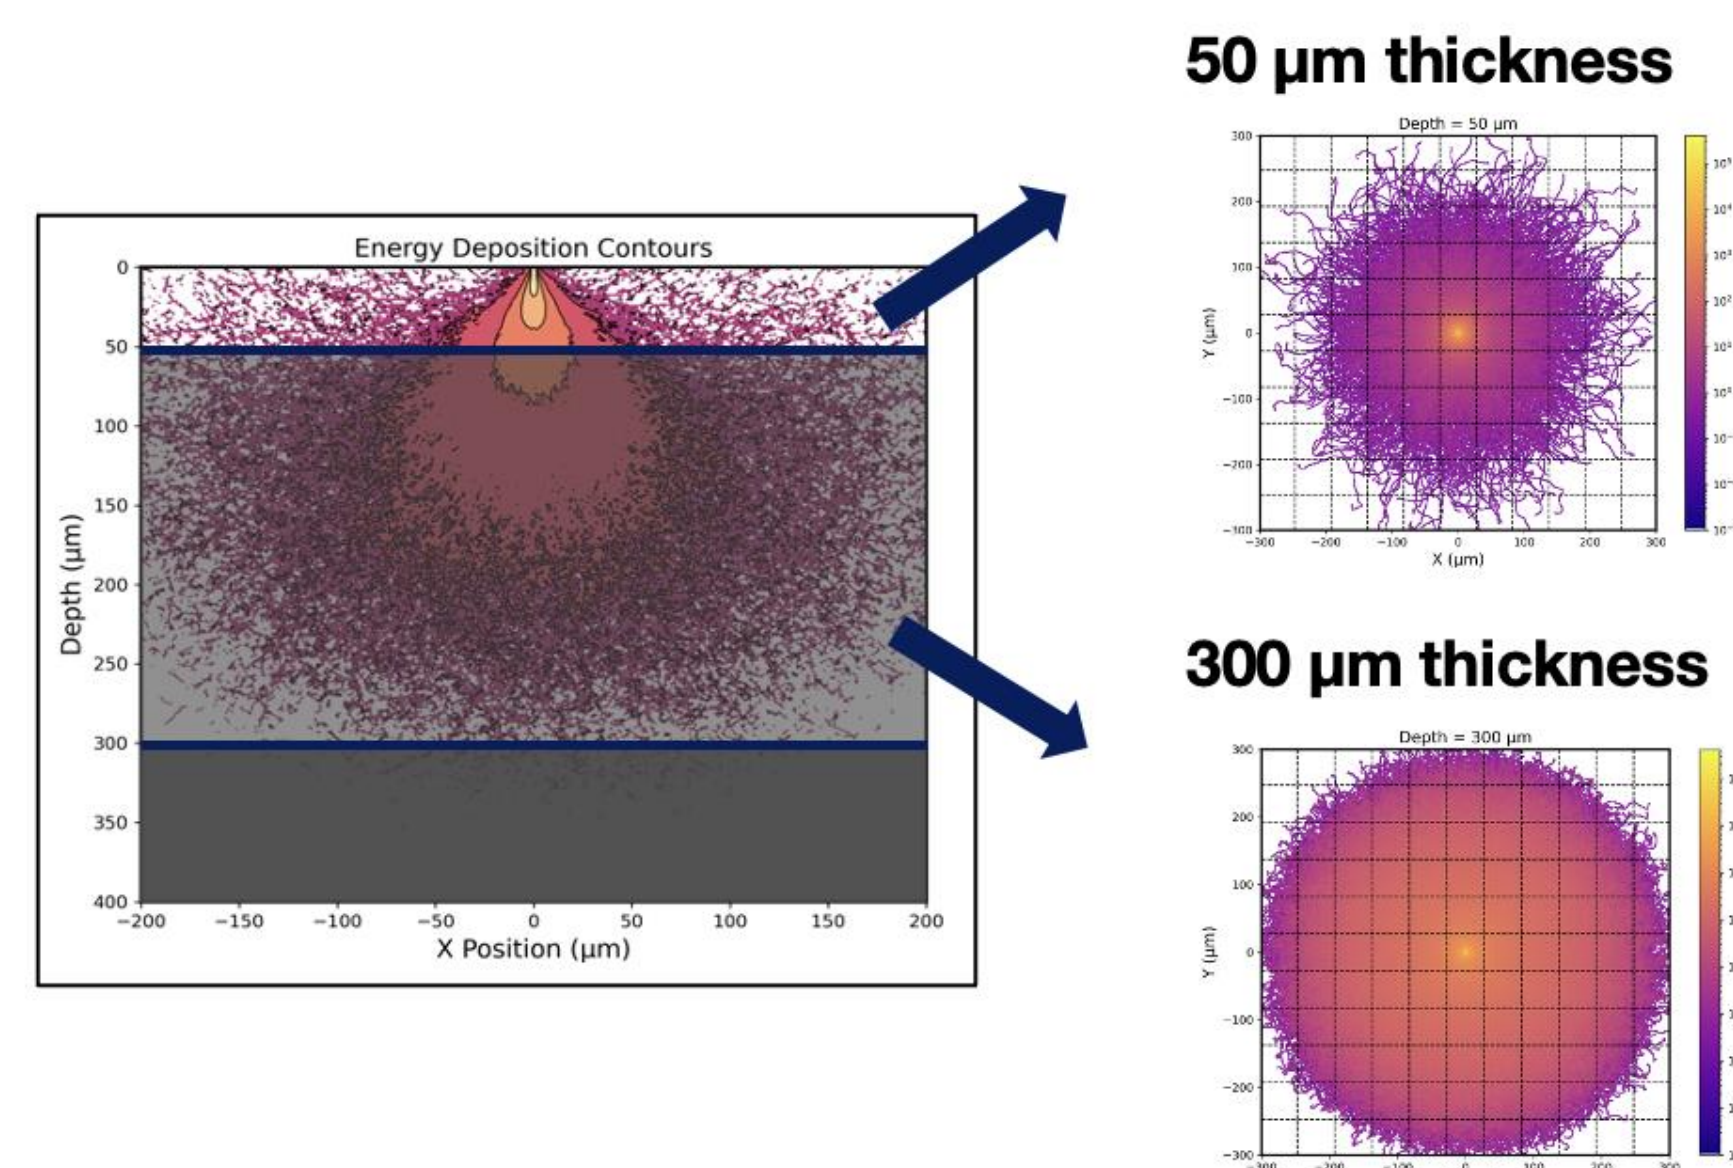 50 µm thickness
Depth = 50 µm
300
200
100
0
−100
−200
−300
Y (µm)
−300 −200 −100 0 100 200 300
X (µm)
Energy Deposition Contours
0
50
100
150
200
250
300
350
400
Depth (µm)
−200 −150 −100 −50 0 50 100 150 200
X Position (µm)
300 µm thickness
Depth = 300 µm
300
200
100
0
−100
−200
−300
Y (µm)